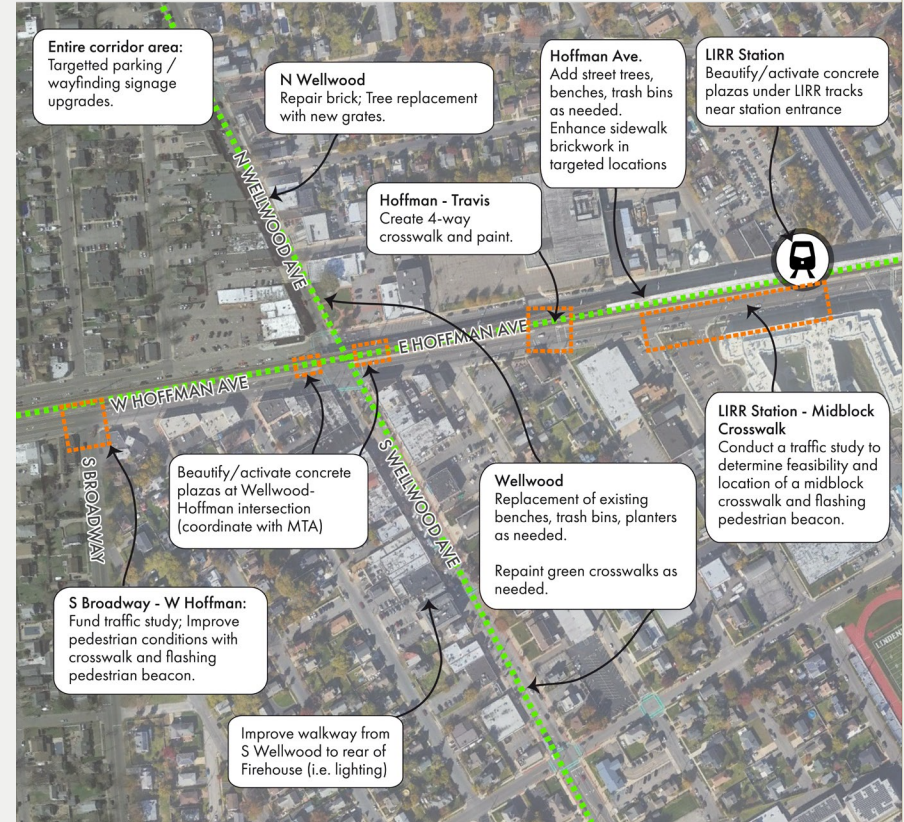 Entire corridor area:
Targetted parking /
wayfinding signage
upgrades.
N Wellwood
Repair brick; Tree replacement
with new grates.
Hoffman Ave.
Add street trees,
benches, trash bins
as needed.
Enhance sidewalk
brickwork in
targeted locations
LIRR Station
Beautify/activate concrete
plazas under LIRR tracks
near station entrance
Hoffman - Travis
Create 4-way
crosswalk and paint.
N WELLWOOD AVE
E HOFFMAN AVE
W HOFFMAN AVE
S BROADWAY
S WELLWOOD AVE
Beautify/activate concrete
plazas at Wellwood-
Hoffman intersection
(coordinate with MTA)
Wellwood
Replacement of existing
benches, trash bins, planters
as needed.
Repaint green crosswalks as
needed.
LIRR Station - Midblock
Crosswalk
Conduct a traffic study to
determine feasibility and
location of a midblock
crosswalk and flashing
pedestrian beacon.
S Broadway - W Hoffman:
Fund traffic study; Improve
pedestrian conditions with
crosswalk and flashing
pedestrian beacon.
Improve walkway from
S Wellwood to rear of
Firehouse (i.e. lighting)